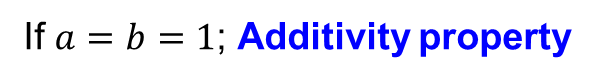 If a = b = 1; Additivity property